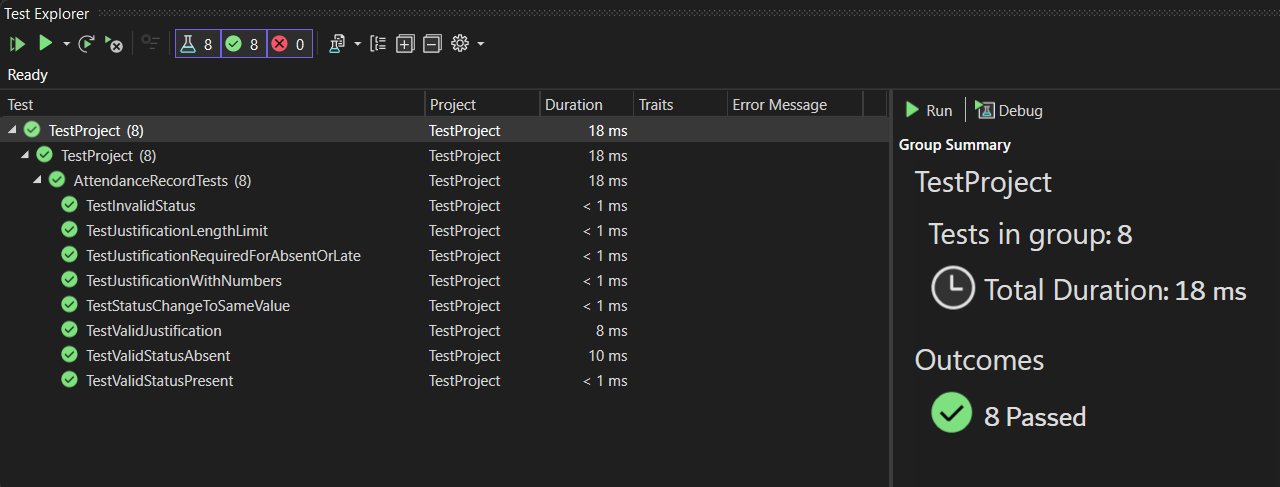 Test Explorer
8 8 0
Ready
Test Project Duration Traits Error Message
TestProject (8) TestProject 18 ms
TestProject (8) TestProject 18 ms
AttendanceRecordTests (8) TestProject 18 ms
TestInvalidStatus TestProject < 1 ms
TestJustificationLengthLimit TestProject < 1 ms
TestJustificationRequiredForAbsentOrLate TestProject < 1 ms
TestJustificationWithNumbers TestProject < 1 ms
TestStatusChangeToSameValue TestProject < 1 ms
TestValidJustification TestProject 8 ms
TestValidStatusAbsent TestProject 10 ms
TestValidStatusPresent TestProject < 1 ms
Run Debug
Group Summary
TestProject
Tests in group: 8
Total Duration: 18 ms
Outcomes
8 Passed